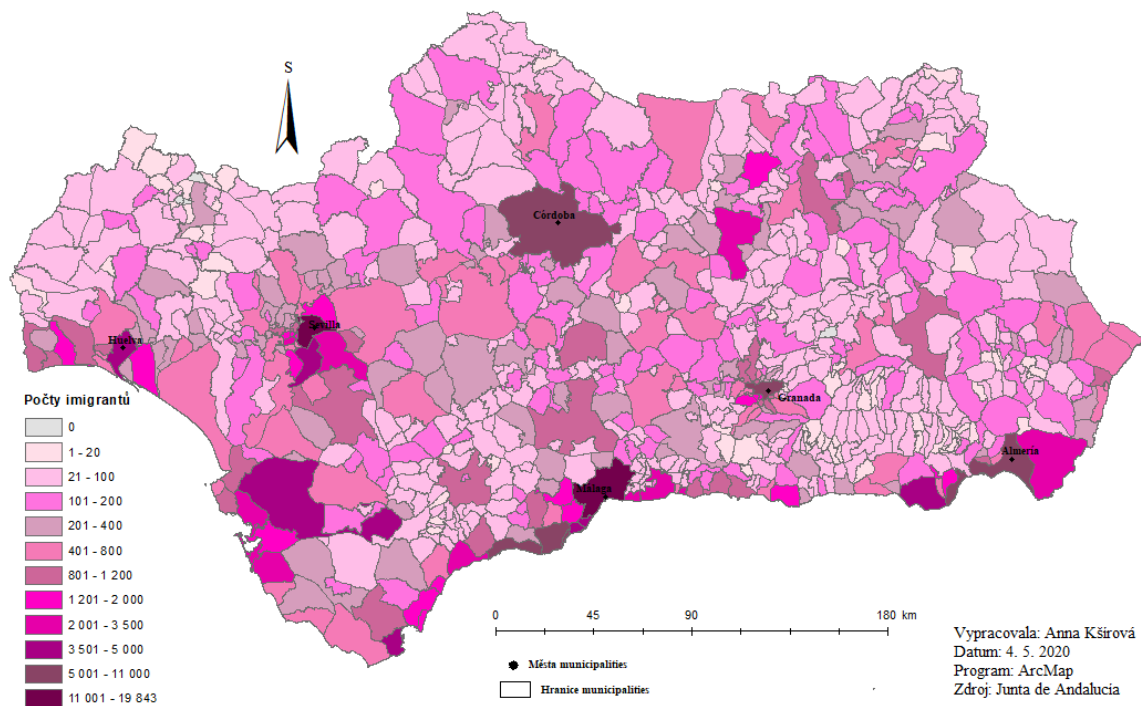 S
Córdoba
Sevilla
Huelva
Granada
Almería
Málaga
Počty imigrantů
0
1 - 20
21 - 100
101 - 200
201 - 400
401 - 800
801 - 1 200
1 201 - 2 000
2 001 - 3 500
3 501 - 5 000
5 001 - 11 000
11 001 - 19 843
0 45 90 180 km
Města municipalities
Hranice municipalities
Vypracovala: Anna Kšírová
Datum: 4. 5. 2020
Program: ArcMap
Zdroj: Junta de Andalucía